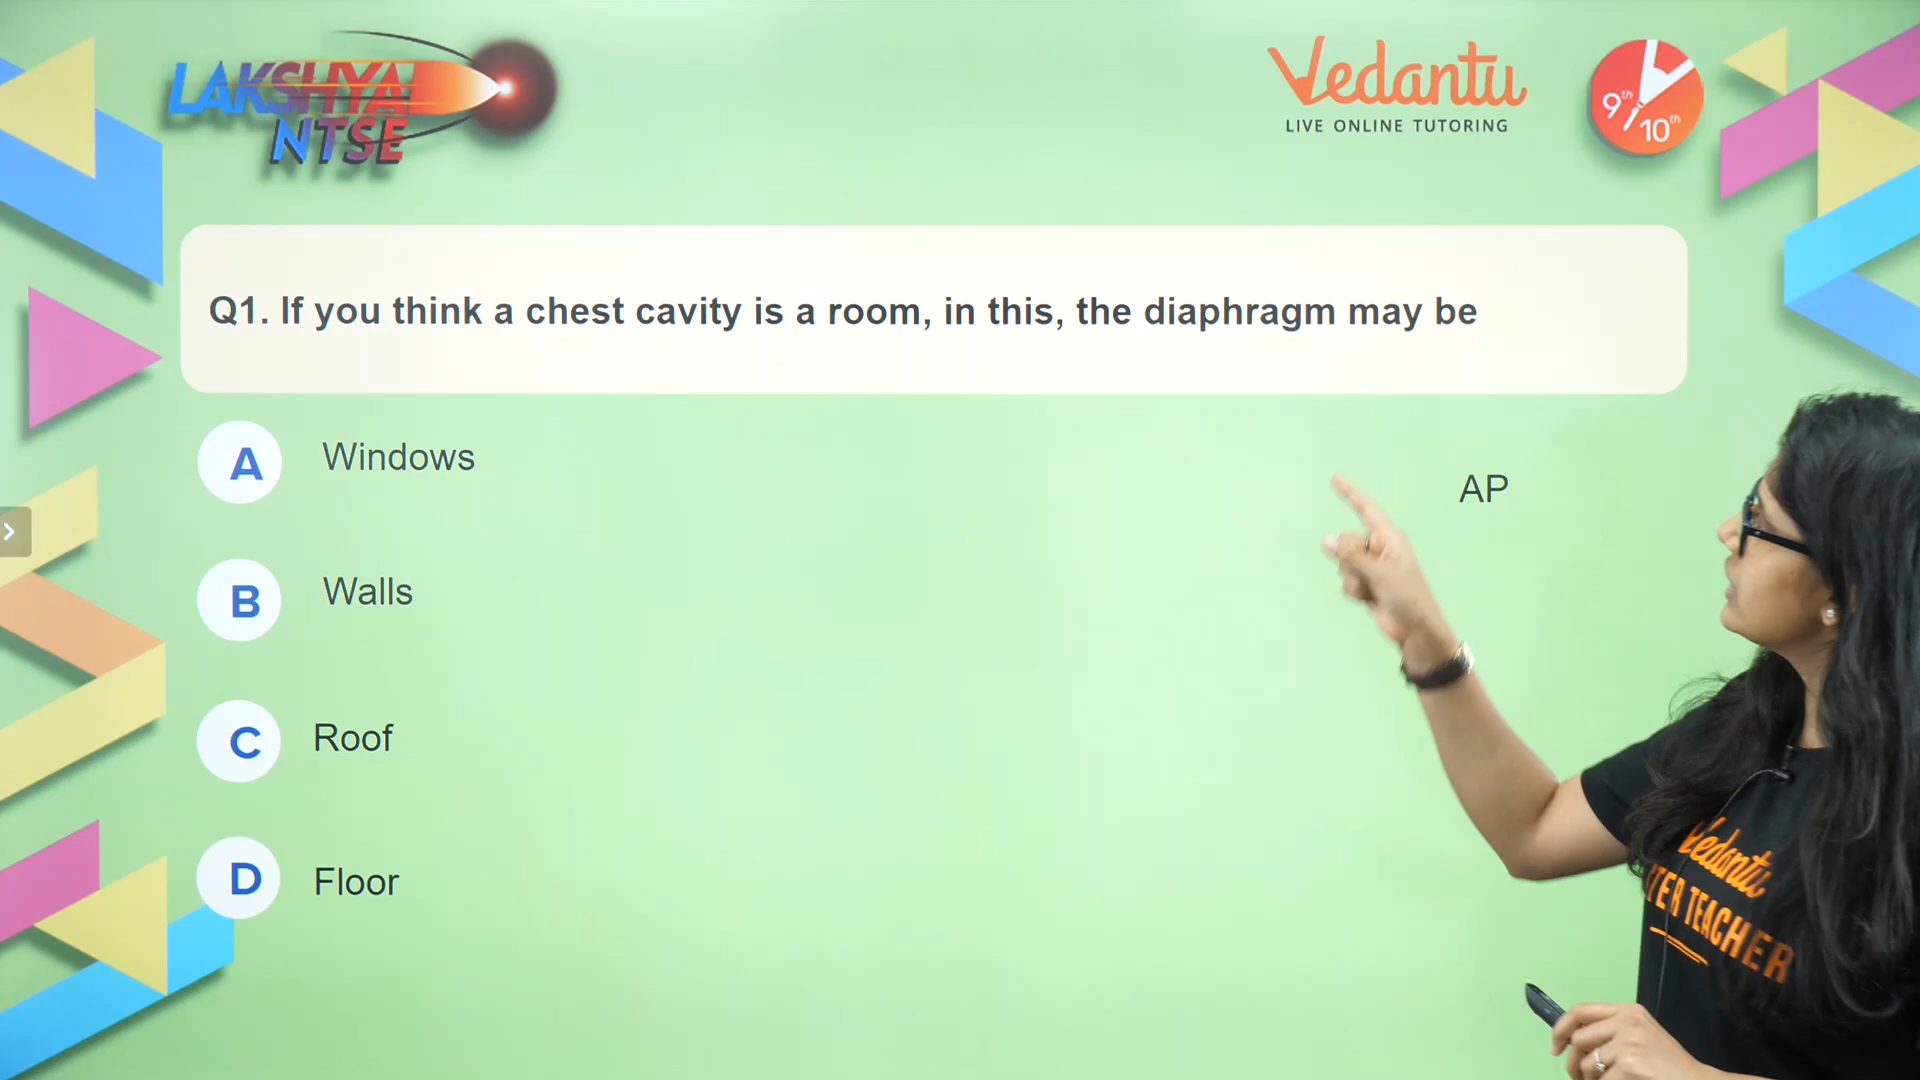 LAKSHYA
NTSE
Vedantu
LIVE ONLINE TUTORING
9th
10th
Q1. If you think a chest cavity is a room, in this, the diaphragm may be
A Windows
AP
B Walls
C Roof
D Floor
Vedantu
TER TEACHER